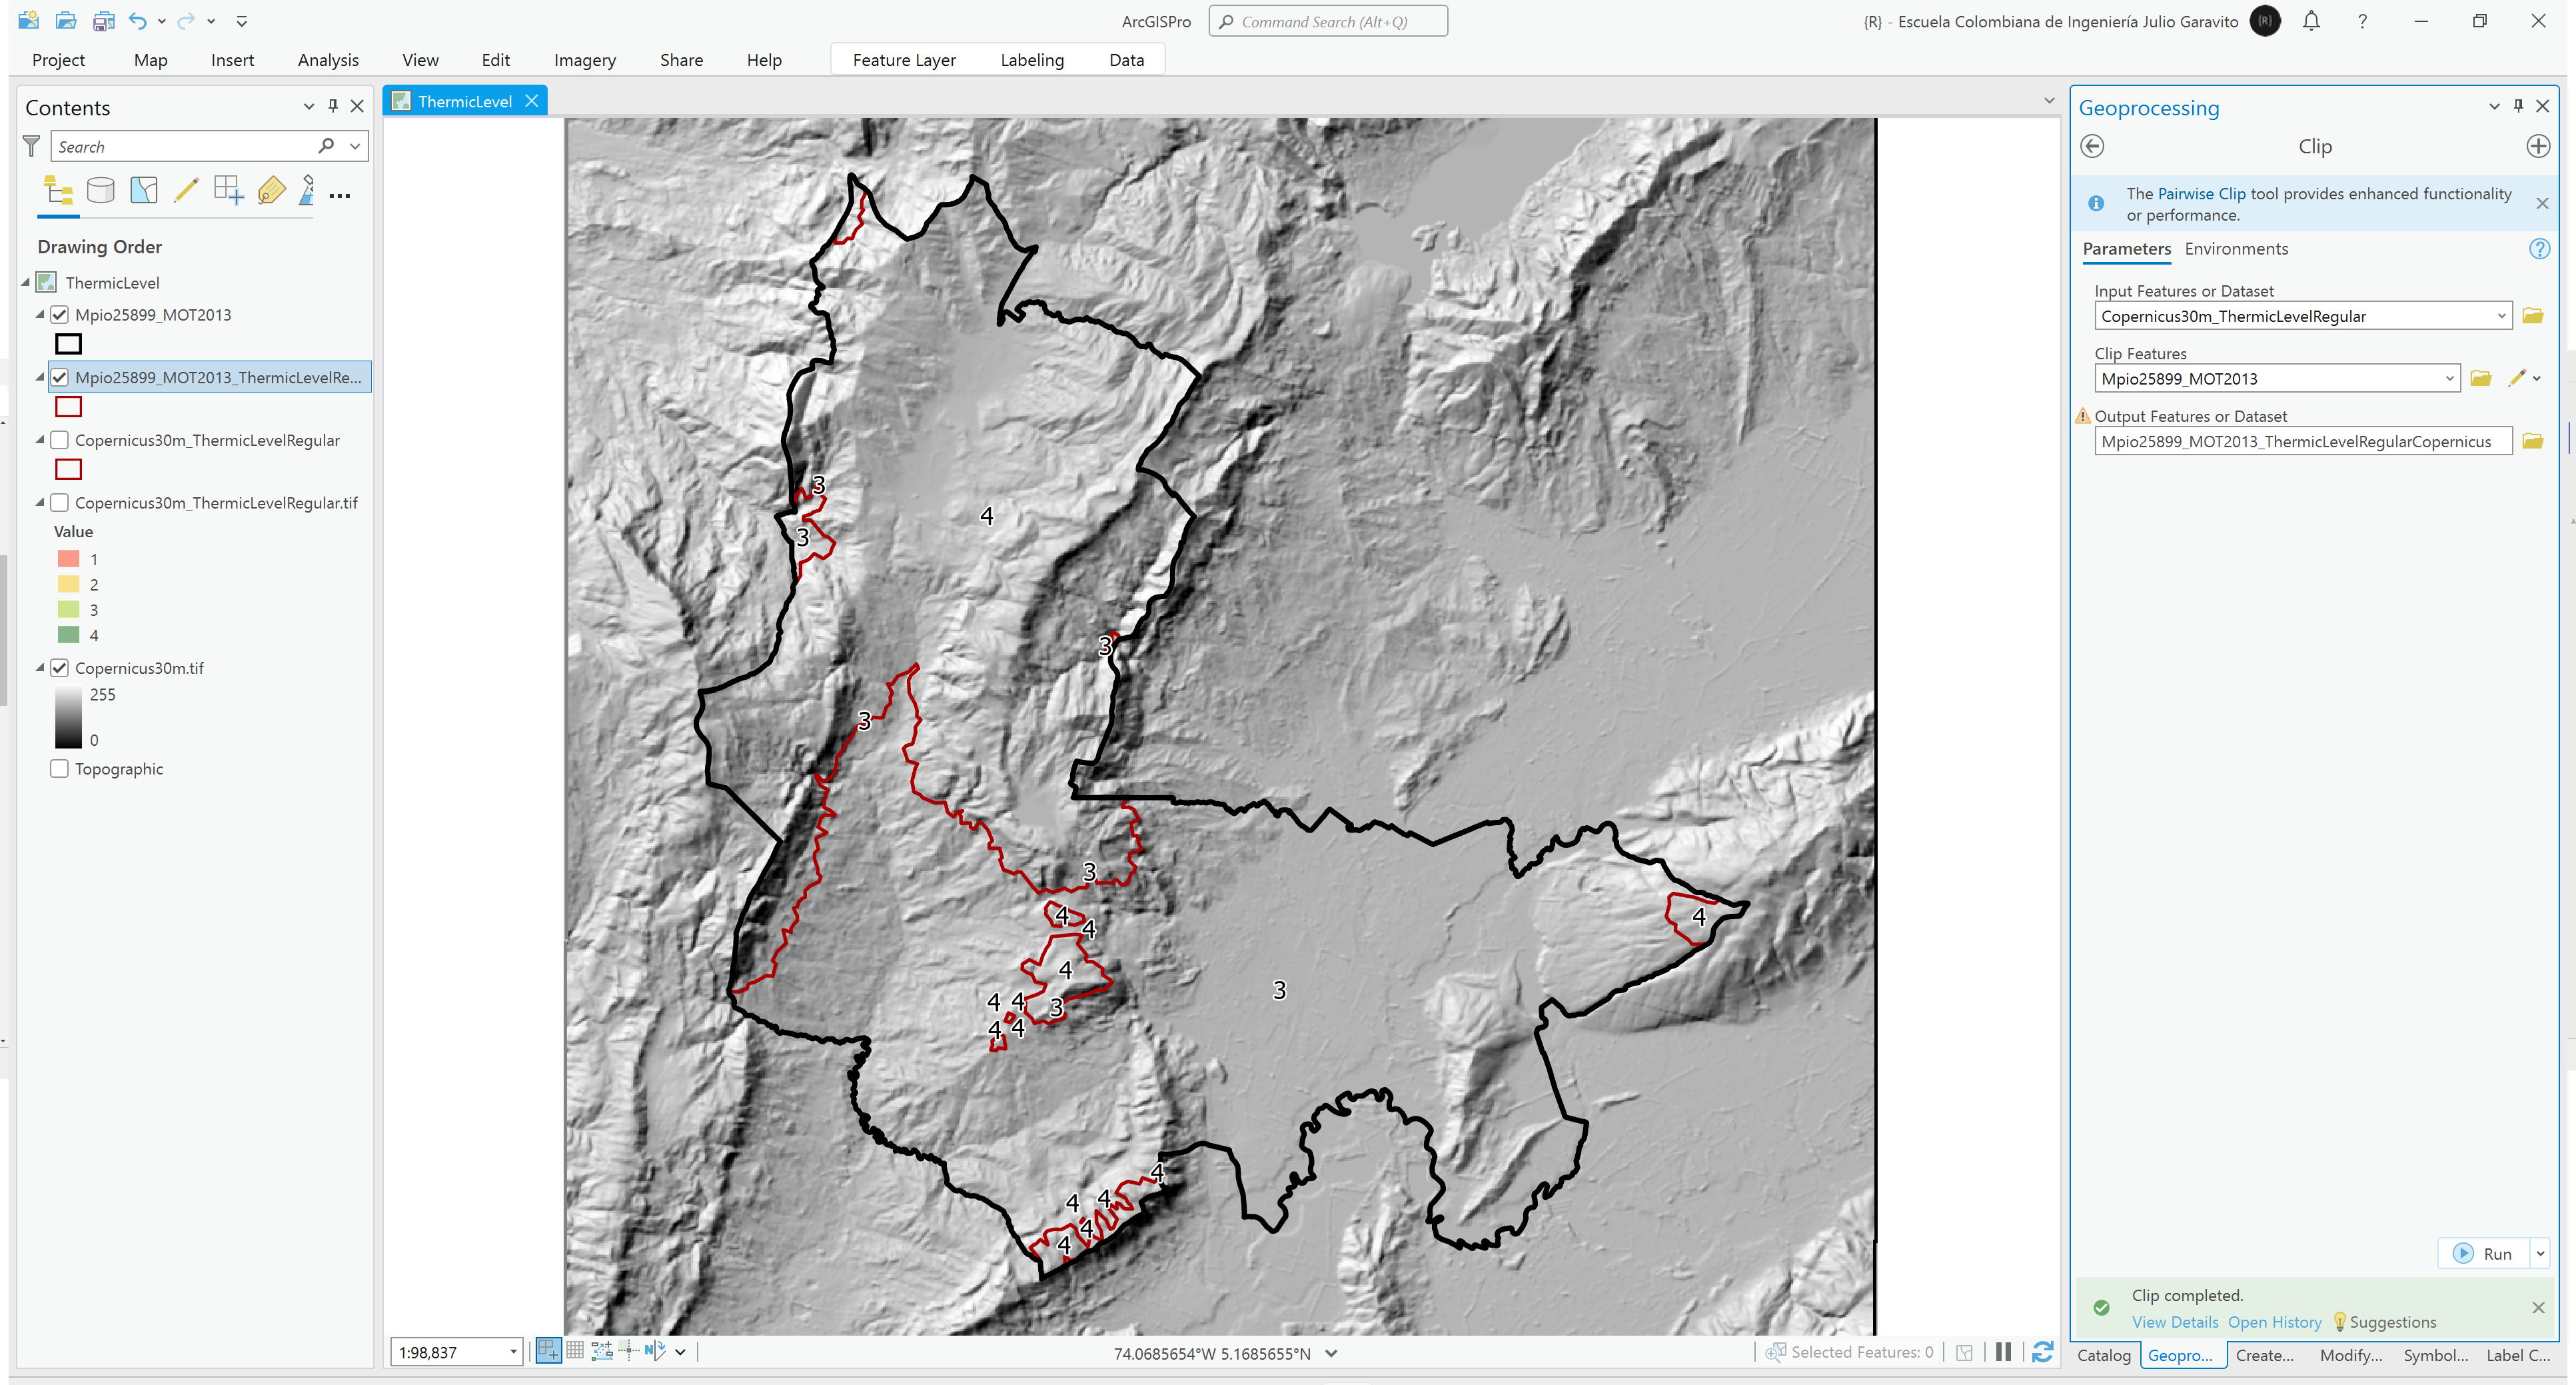 ArcGISPro
Command Search (Alt+Q)
{R} - Escuela Colombiana de Ingeniería Julio Garavito
{R}
?
Project
Map
Insert
Analysis
View
Edit
Imagery
Share
Help
Feature Layer
Labeling
Data
Contents
Search
Drawing Order
ThermicLevel
Mpio25899_MOT2013
Mpio25899_MOT2013_ThermicLevelRe...
Copernicus30m_ThermicLevelRegular
Copernicus30m_ThermicLevelRegular.tif
Value
1
2
3
4
Copernicus30m.tif
255
0
Topographic
ThermicLevel
3
4
3
3
3
3
4
4
4
4
3
4
4
3
4
4
4
4
4
4
4
1:98,837
74.0685654°W 5.1685655°N
Selected Features: 0
Geoprocessing
Clip
The Pairwise Clip tool provides enhanced functionality
or performance.
Parameters
Environments
?
Input Features or Dataset
Copernicus30m_ThermicLevelRegular
Clip Features
Mpio25899_MOT2013
Output Features or Dataset
Mpio25899_MOT2013_ThermicLevelRegularCopernicus
Run
Clip completed.
View Details Open History Suggestions
Catalog
Geopro...
Create...
Modify...
Symbol...
Label C...